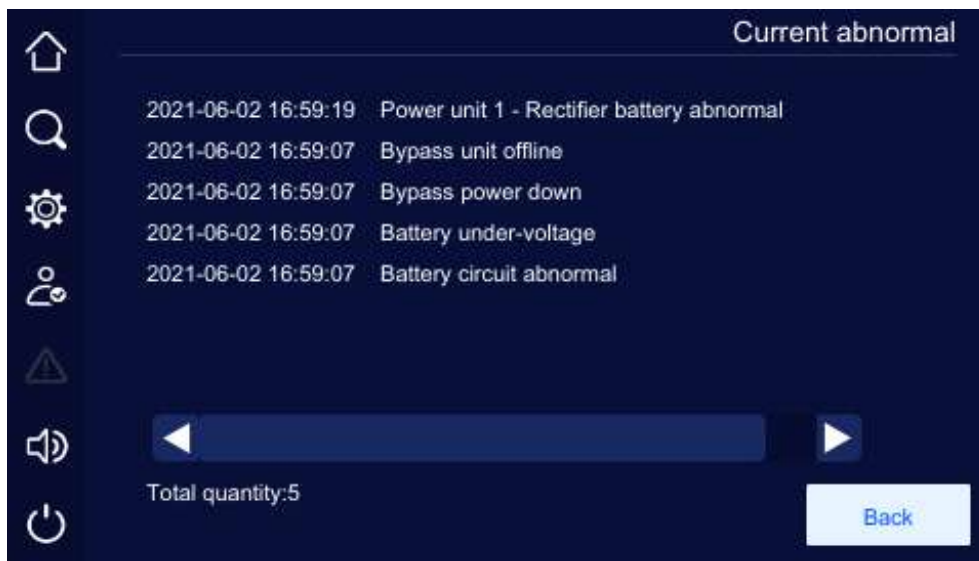 Current abnormal
2021-06-02 16:59:19 Power unit 1 - Rectifier battery abnormal
2021-06-02 16:59:07 Bypass unit offline
2021-06-02 16:59:07 Bypass power down
2021-06-02 16:59:07 Battery under-voltage
2021-06-02 16:59:07 Battery circuit abnormal
Total quantity:5
Back